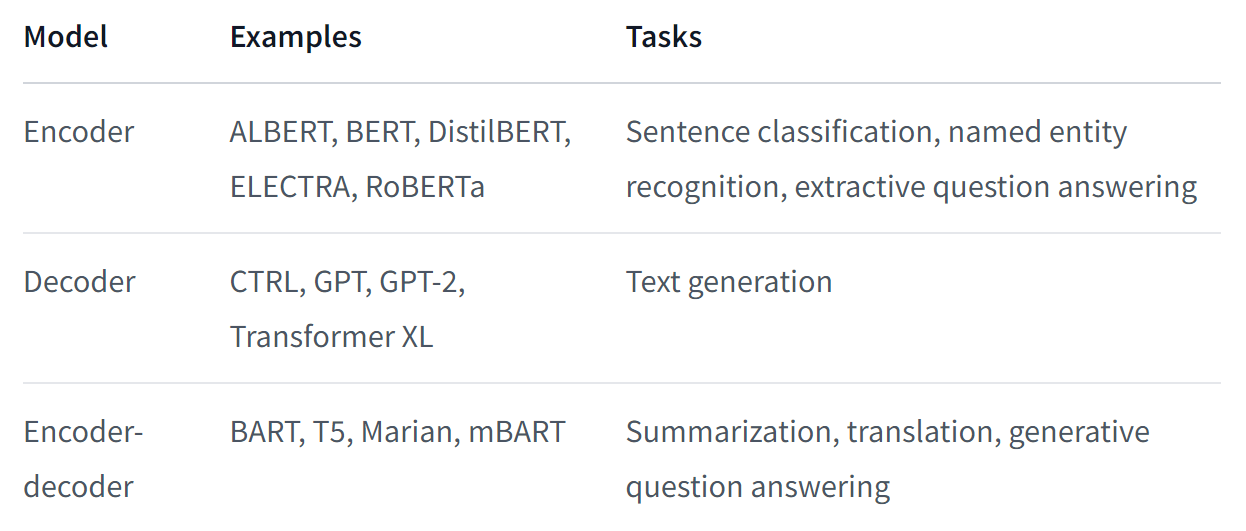 Model Examples Tasks
Encoder ALBERT, BERT, DistilBERT, Sentence classification, named entity
ELECTRA, RoBERTa recognition, extractive question answering
Decoder CTRL, GPT, GPT-2, Text generation
Transformer XL
Encoder- BART, T5, Marian, mBART Summarization, translation, generative
decoder question answering